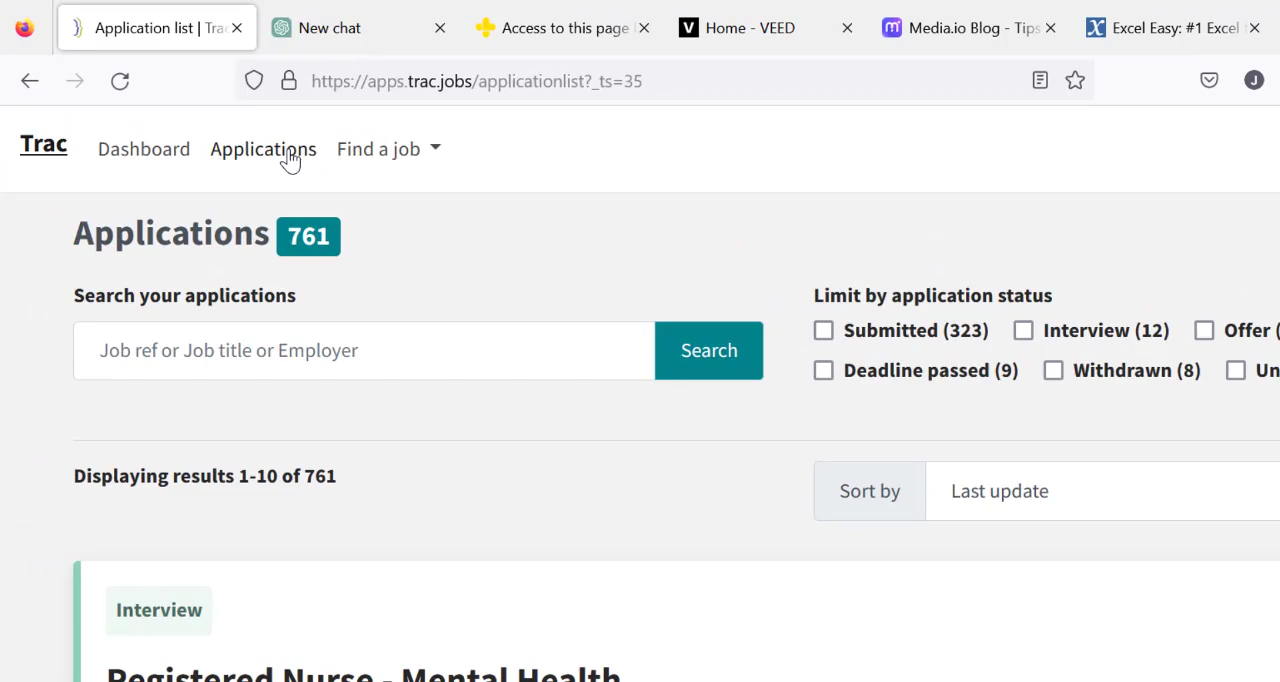 Application list | Trac
New chat
Access to this page
Home - VEED
Media.io Blog - Tips
Excel Easy: #1 Excel
https://apps.trac.jobs/applicationlist?_ts=35
J
Trac
Dashboard
Applications
Find a job
Applications 761
Search your applications
Limit by application status
Submitted (323)
Interview (12)
Offer (
Job ref or Job title or Employer
Search
Deadline passed (9)
Withdrawn (8)
Un
Displaying results 1-10 of 761
Sort by
Last update
Interview
Registered Nurse - Mental Health